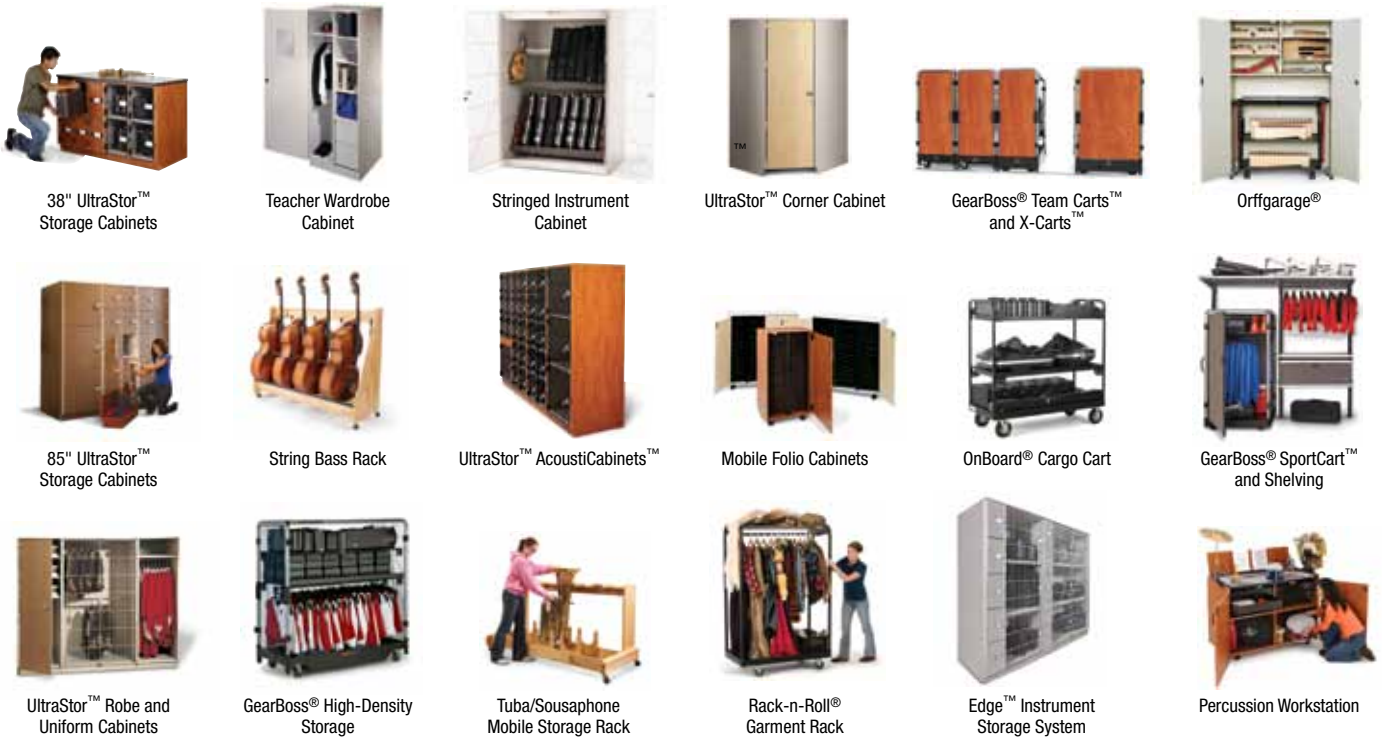 38" UltraStor™
Storage Cabinets
Teacher Wardrobe
Cabinet
Stringed Instrument
Cabinet
™
UltraStor™ Corner Cabinet
GearBoss® Team Carts™
and X-Carts™
Orffgarage®
85" UltraStor™
Storage Cabinets
String Bass Rack
UltraStor™ AcoustiCabinets™
Mobile Folio Cabinets
OnBoard® Cargo Cart
GearBoss® SportCart™
and Shelving
UltraStor™ Robe and
Uniform Cabinets
GearBoss® High-Density
Storage
Tuba/Sousaphone
Mobile Storage Rack
Rack-n-Roll®
Garment Rack
Edge™ Instrument
Storage System
Percussion Workstation